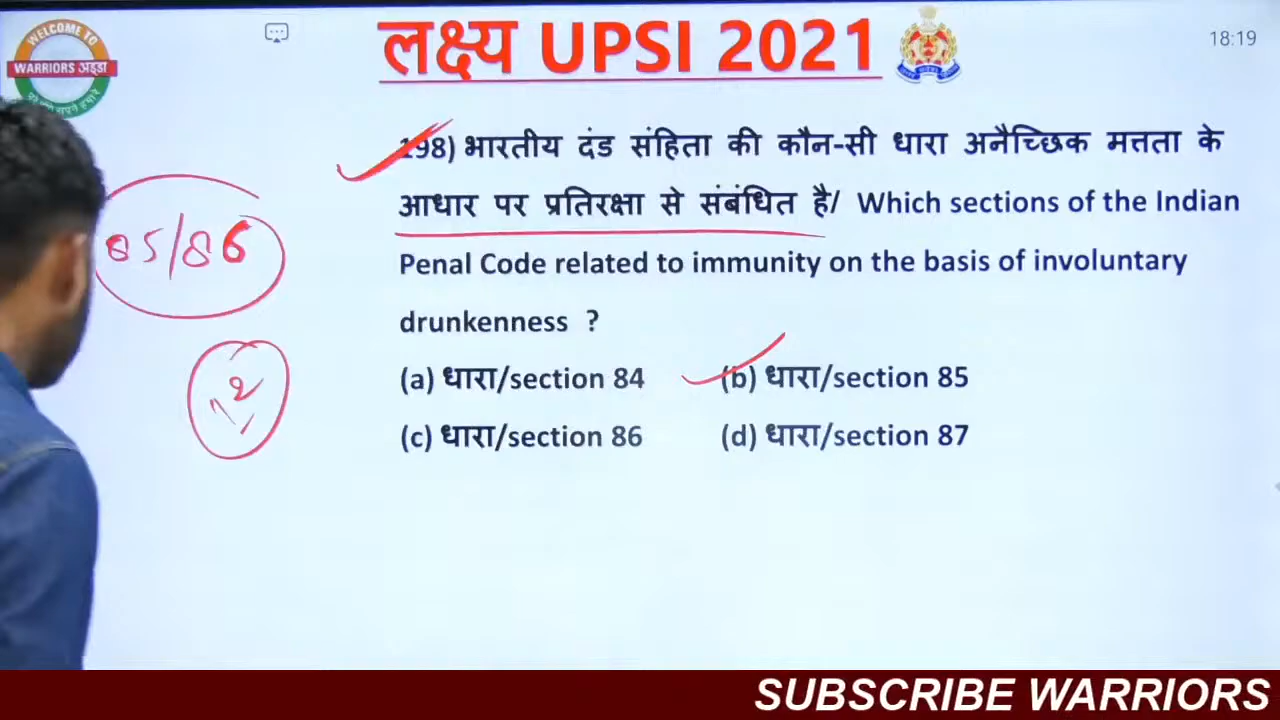 WELCOME TO
WARRIORS अड्डा
लक्ष्य UPSI 2021
18:19
198) भारतीय दंड संहिता की कौन-सी धारा अनैच्छिक मत्तता के
आधार पर प्रतिरक्षा से संबंधित है/ Which sections of the Indian
Penal Code related to immunity on the basis of involuntary
drunkenness ?
85/86
(a) धारा/section 84 (b) धारा/section 85
(c) धारा/section 86 (d) धारा/section 87
SUBSCRIBE WARRIORS